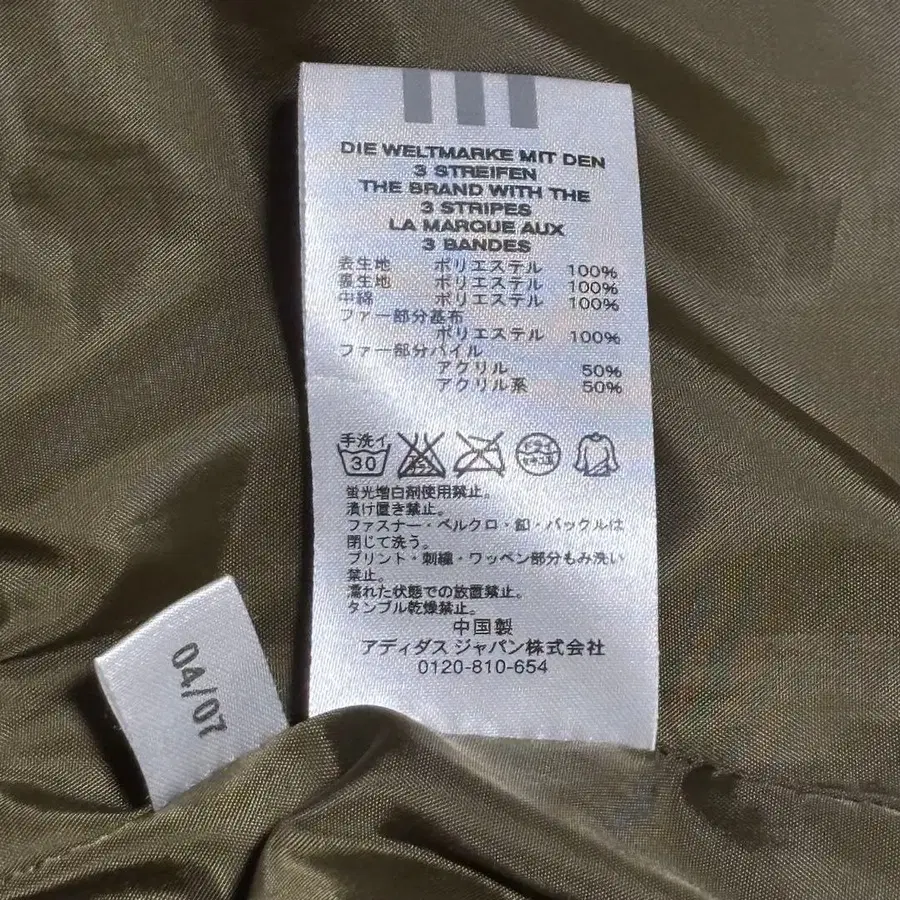 DIE WELTMARKE MIT DEN
3 STREIFEN
THE BRAND WITH THE
3 STRIPES
LA MARQUE AUX
3 BANDES
表生地 ポリエステル 100%
裏生地 ポリエステル 100%
中綿 ポリエステル 100%
ファー部分基布
ポリエステル 100%
ファー部分パイル
アクリル 50%
アクリル系 50%
手洗イ
30
蛍光増白剤使用禁止。
漬け置き禁止。
ファスナー・ベルクロ・釦・バックルは
閉じて洗う。
プリント・刺繍・ワッペン部分もみ洗い
禁止。
濡れた状態での放置禁止。
タンブル乾燥禁止。
中国製
アディダス ジャパン株式会社
0120-810-654
04/07